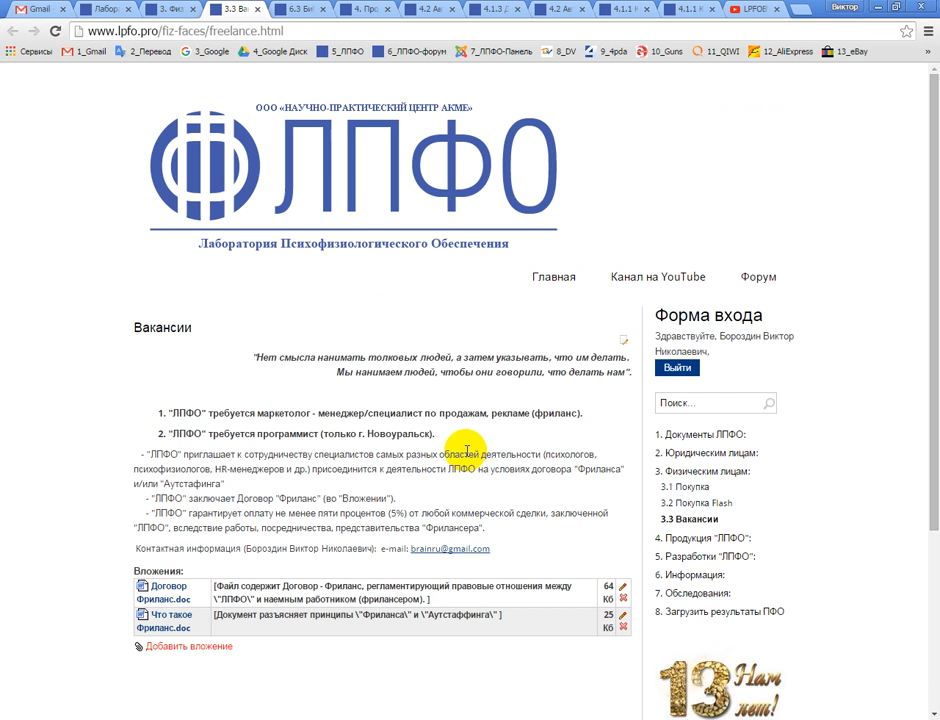 Gmail
Лабор
3. Физ
3.3 Ва
6.3 Биб
4. Про
4.2 Ав
4.1.3 Д
4.2 Ав
4.1.1 К
4.1.1 К
LPFOB
Виктор
www.lpfo.pro/fiz-faces/freelance.html
Сервисы
1_Gmail
2_Перевод
3_Google
4_Google Диск
5_ЛПФО
6_ЛПФО-форум
7_ЛПФО-Панель
8_DV
9_4pda
10_Guns
11_QIWI
12_AliExpress
13_eBay
ООО «НАУЧНО-ПРАКТИЧЕСКИЙ ЦЕНТР АКМЕ»
ЛПФО
Лаборатория Психофизиологического Обеспечения
Главная
Канал на YouTube
Форум
Вакансии
"Нет смысла нанимать толковых людей, а затем указывать, что им делать.
Мы нанимаем людей, чтобы они говорили, что делать нам".
1. "ЛПФО" требуется маркетолог - менеджер/специалист по продажам, рекламе (фриланс).
2. "ЛПФО" требуется программист (только г. Новоуральск).
- "ЛПФО" приглашает к сотрудничеству специалистов самых разных областей деятельности (психологов,
психофизиологов, HR-менеджеров и др.) присоединится к деятельности ЛПФО на условиях договора "Фриланса"
и/или "Аутстафинга"
- "ЛПФО" заключает Договор "Фриланс" (во "Вложении").
- "ЛПФО" гарантирует оплату не менее пяти процентов (5%) от любой коммерческой сделки, заключенной
"ЛПФО", вследствие работы, посредничества, представительства "Фрилансера".
Контактная информация (Бороздин Виктор Николаевич): e-mail: brainru@gmail.com
Вложения:
Договор Фриланс.doc
[Файл содержит Договор - Фриланс, регламентирующий правовые отношения между
\"ЛПФО\" и наемным работником (фрилансером). ]
64 Кб
Что такое Фриланс.doc
[Документ разъясняет принципы \"Фриланса\" и \"Аутстаффинга\" ]
25 Кб
Добавить вложение
Форма входа
Здравствуйте, Бороздин Виктор
Николаевич,
Выйти
Поиск...
1. Документы ЛПФО:
2. Юридическим лицам:
3. Физическим лицам:
3.1 Покупка
3.2 Покупка Flash
3.3 Вакансии
4. Продукция "ЛПФО":
5. Разработки "ЛПФО":
6. Информация:
7. Обследования:
8. Загрузить результаты ПФО
13 Нам
лет!